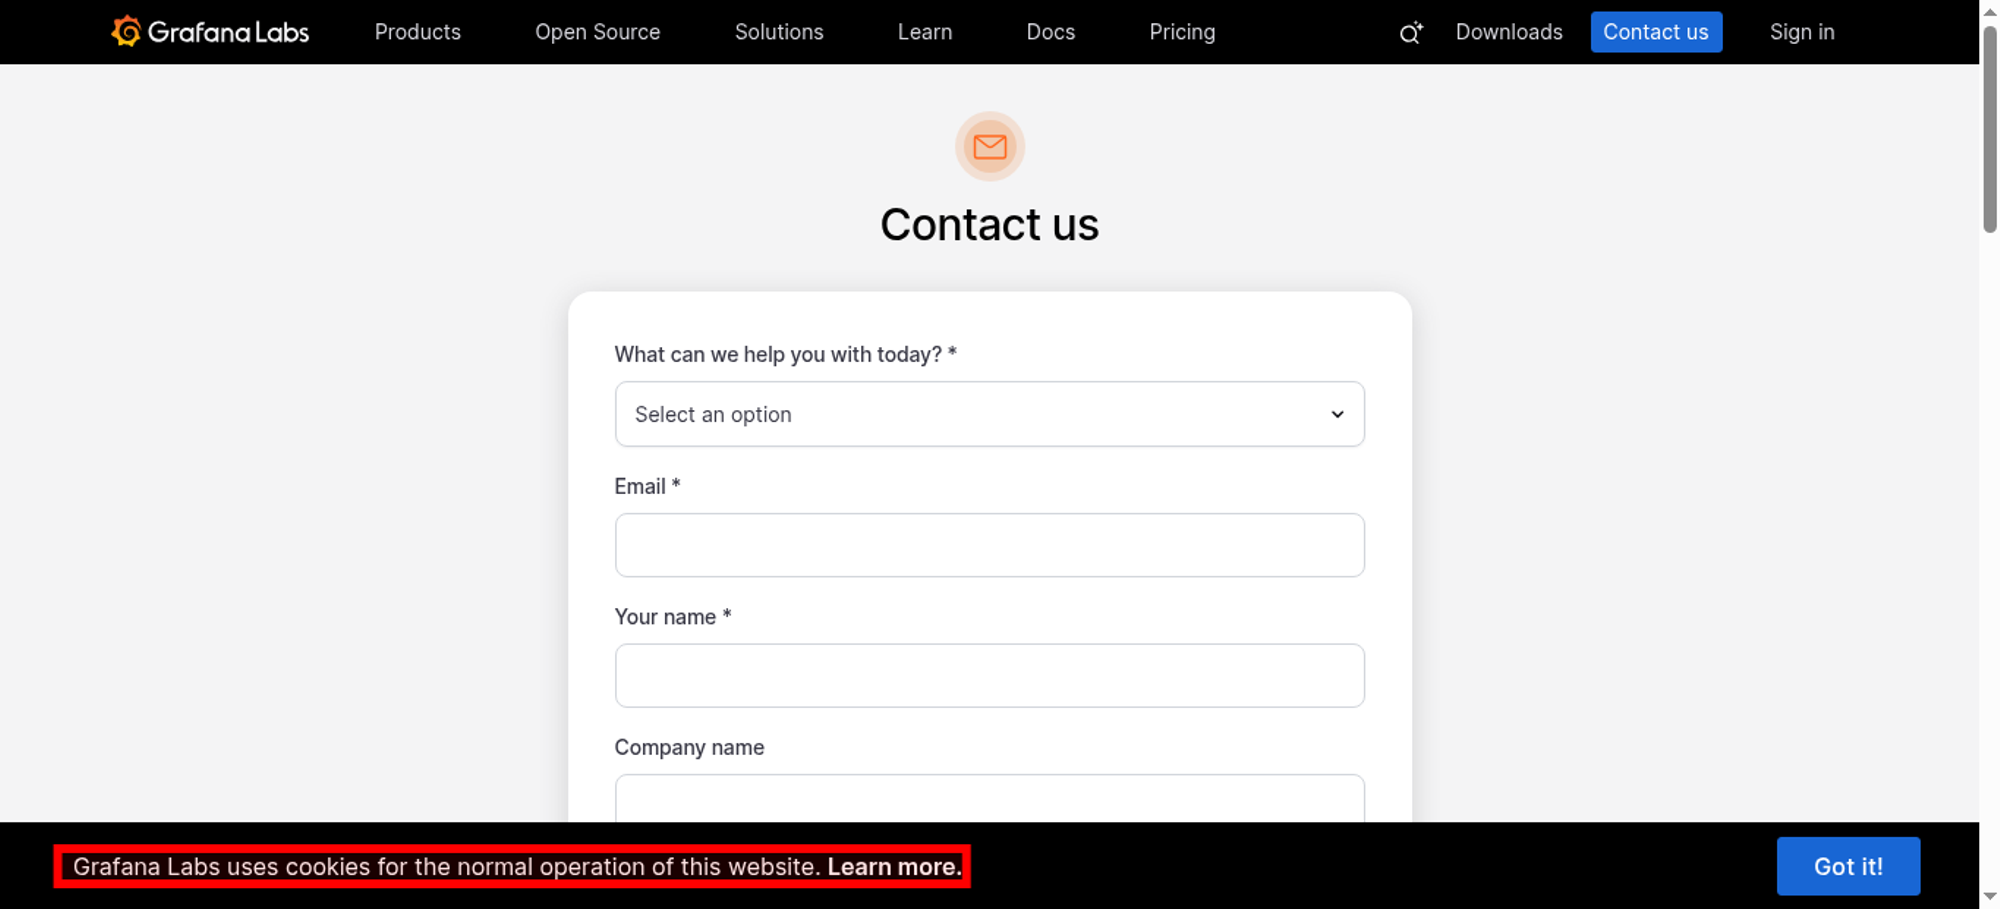 Grafana Labs
Products
Open Source
Solutions
Learn
Docs
Pricing
Downloads
Contact us
Sign in
Contact us
What can we help you with today? *
Select an option
Email *
Your name *
Company name
Grafana Labs uses cookies for the normal operation of this website. Learn more.
Got it!